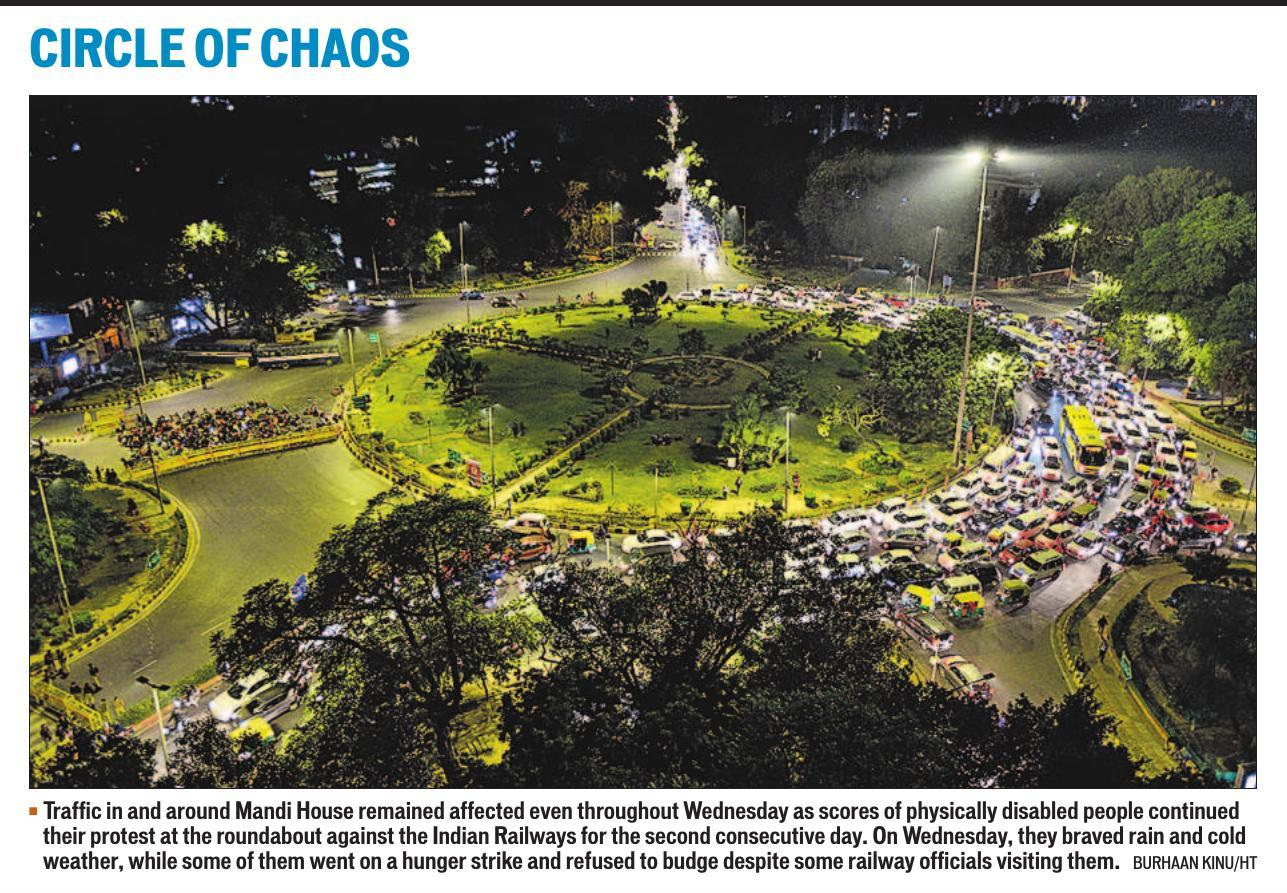 CIRCLE OF CHAOS
Traffic in and around Mandi House remained affected even throughout Wednesday as scores of physically disabled people continued
their protest at the roundabout against the Indian Railways for the second consecutive day. On Wednesday, they braved rain and cold
weather, while some of them went on a hunger strike and refused to budge despite some railway officials visiting them. BURHAAN KINU/HT